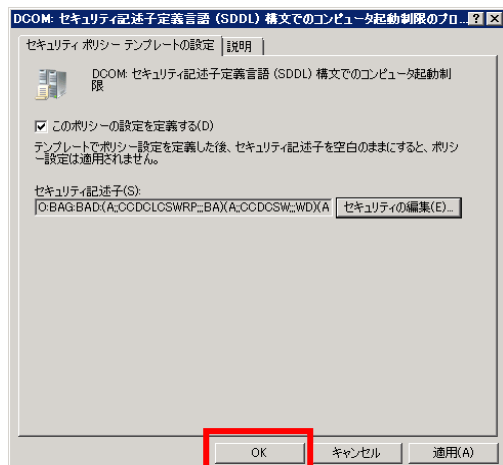 DCOM: セキュリティ記述子定義言語 (SDDL) 構文でのコンピュータ起動制限のプロ...
セキュリティ ポリシー テンプレートの設定 説明
DCOM: セキュリティ記述子定義言語 (SDDL) 構文でのコンピュータ起動制
限
このポリシーの設定を定義する(D)
テンプレートでポリシー設定を定義した後、セキュリティ記述子を空白のままにすると、ポリシ
ー設定は適用されません。
セキュリティ記述子(S):
O:BAG:BAD:(A;;CCDCLCSWRP;;;BA)(A;;CCDCSW;;;WD)(A セキュリティの編集(E)...
OK キャンセル 適用(A)